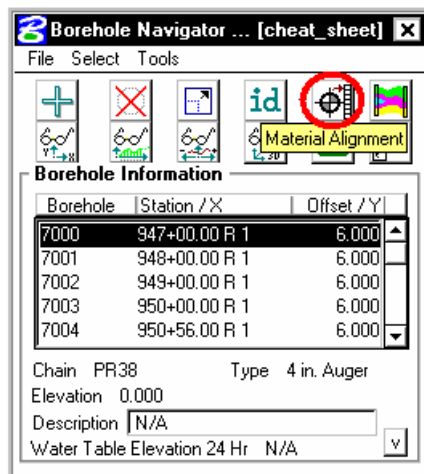 Borehole Navigator ... [cheat_sheet]
File Select Tools
id
Material Alignment
Borehole Information
Borehole Station / X Offset / Y
7000 947+00.00 R 1 6.000
7001 948+00.00 R 1 6.000
7002 949+00.00 R 1 6.000
7003 950+00.00 R 1 6.000
7004 950+56.00 R 1 6.000
Chain PR38 Type 4 in. Auger
Elevation 0.000
Description N/A
Water Table Elevation 24 Hr N/A